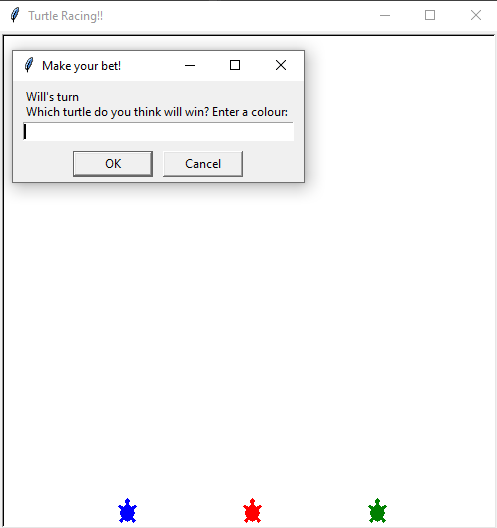 Turtle Racing!!
Make your bet!
Will's turn
Which turtle do you think will win? Enter a colour:
OK
Cancel